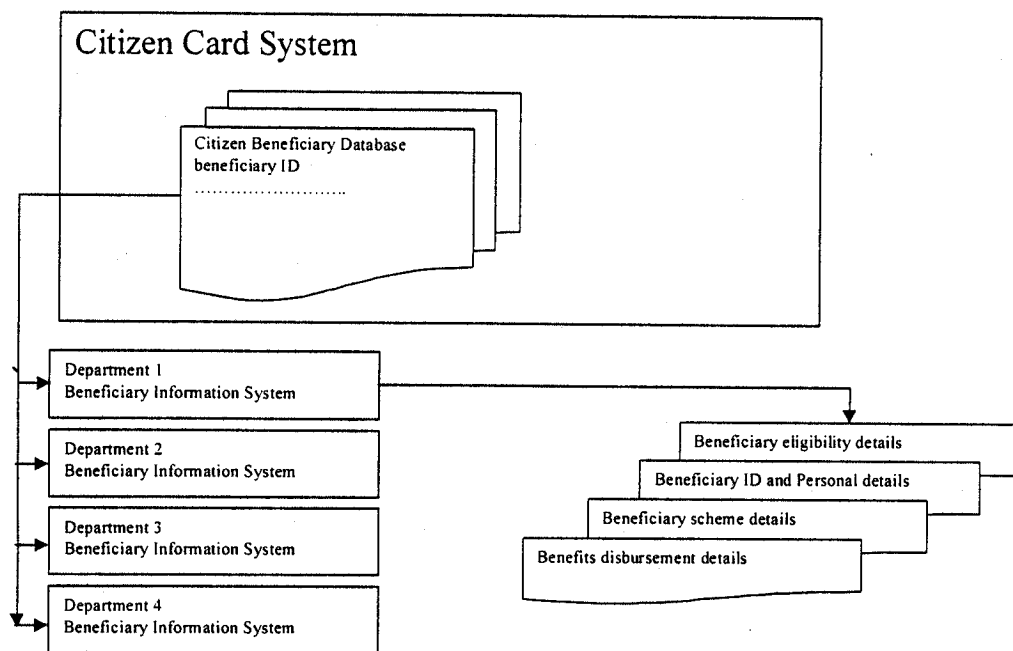 Citizen Card System
Citizen Beneficiary Database
beneficiary ID
............................
Department 1
Beneficiary Information System
Department 2
Beneficiary Information System
Department 3
Beneficiary Information System
Department 4
Beneficiary Information System
Beneficiary eligibility details
Beneficiary ID and Personal details
Beneficiary scheme details
Benefits disbursement details